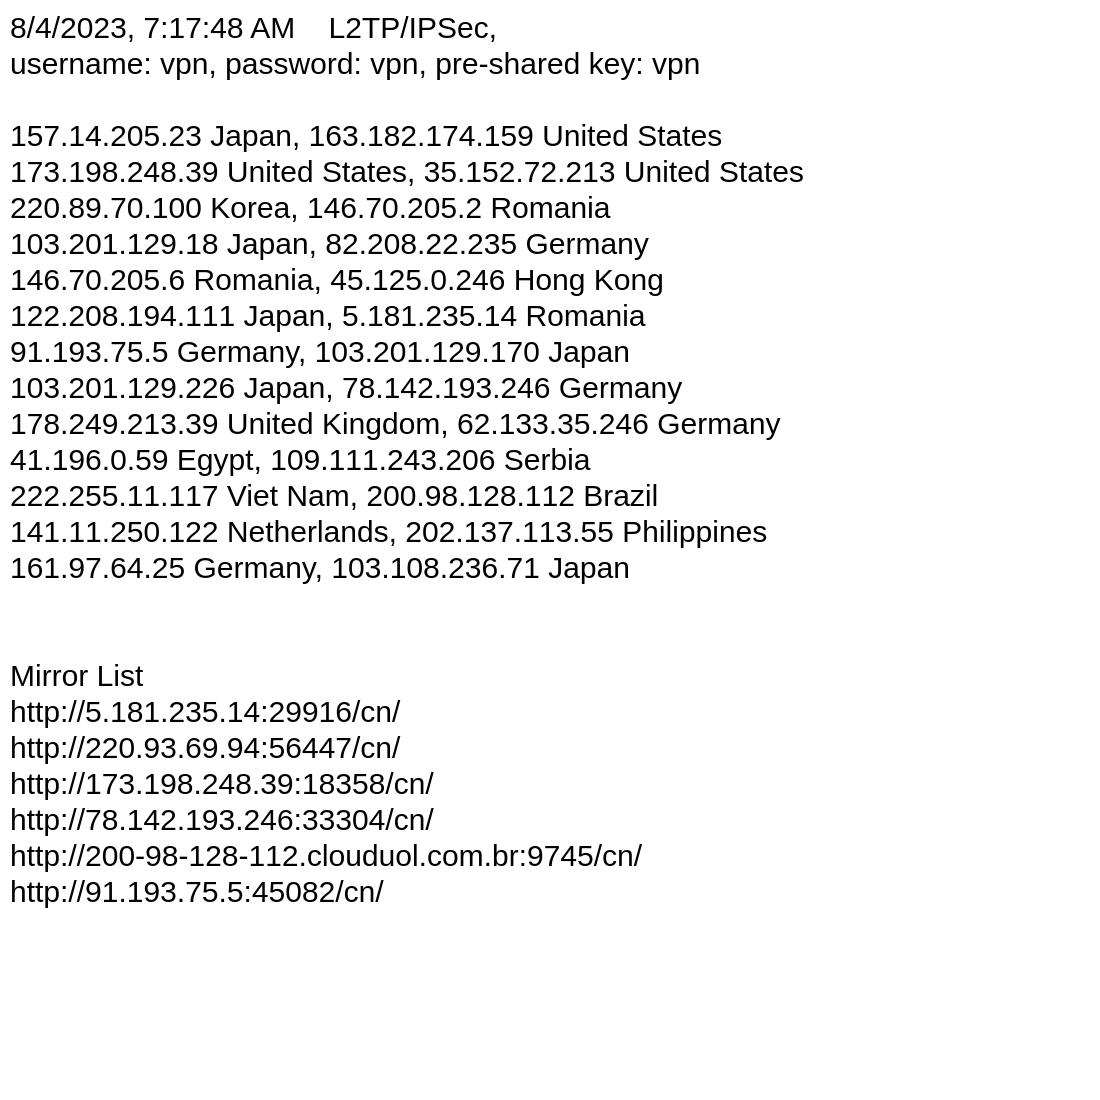 8/4/2023, 7:17:48 AM    L2TP/IPSec,
username: vpn, password: vpn, pre-shared key: vpn
157.14.205.23 Japan, 163.182.174.159 United States
173.198.248.39 United States, 35.152.72.213 United States
220.89.70.100 Korea, 146.70.205.2 Romania
103.201.129.18 Japan, 82.208.22.235 Germany
146.70.205.6 Romania, 45.125.0.246 Hong Kong
122.208.194.111 Japan, 5.181.235.14 Romania
91.193.75.5 Germany, 103.201.129.170 Japan
103.201.129.226 Japan, 78.142.193.246 Germany
178.249.213.39 United Kingdom, 62.133.35.246 Germany
41.196.0.59 Egypt, 109.111.243.206 Serbia
222.255.11.117 Viet Nam, 200.98.128.112 Brazil
141.11.250.122 Netherlands, 202.137.113.55 Philippines
161.97.64.25 Germany, 103.108.236.71 Japan
Mirror List
http://5.181.235.14:29916/cn/
http://220.93.69.94:56447/cn/
http://173.198.248.39:18358/cn/
http://78.142.193.246:33304/cn/
http://200-98-128-112.clouduol.com.br:9745/cn/
http://91.193.75.5:45082/cn/